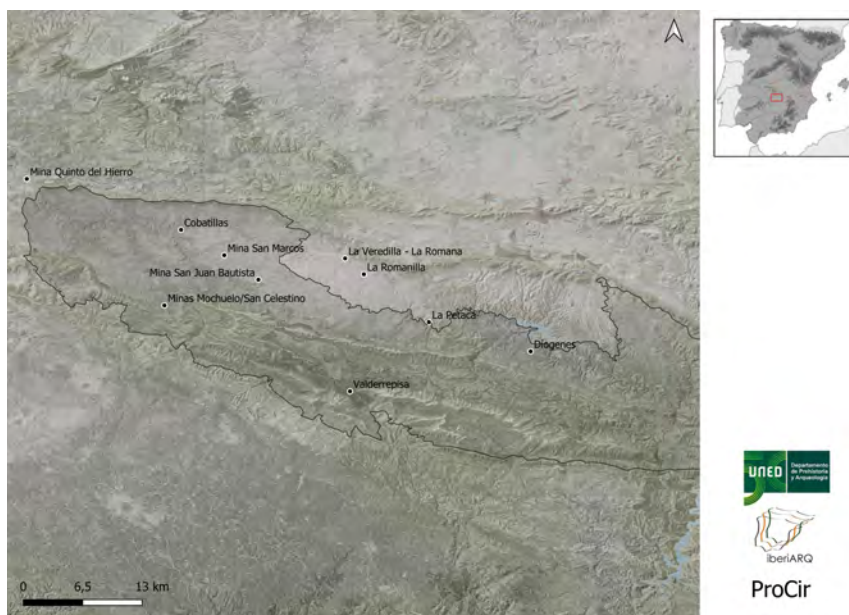 Mina Quinto del Hierro
Cobatillas
Mina San Marcos
La Veredilla - La Romana
La Romanilla
Mina San Juan Bautista
Minas Mochuelo/San Celestino
La Petaca
Diogenes
Valderrepisa
0 6,5 13 km
UNED
Departamento
de Prehistoria
y Arqueología
iberiARQ
ProCir